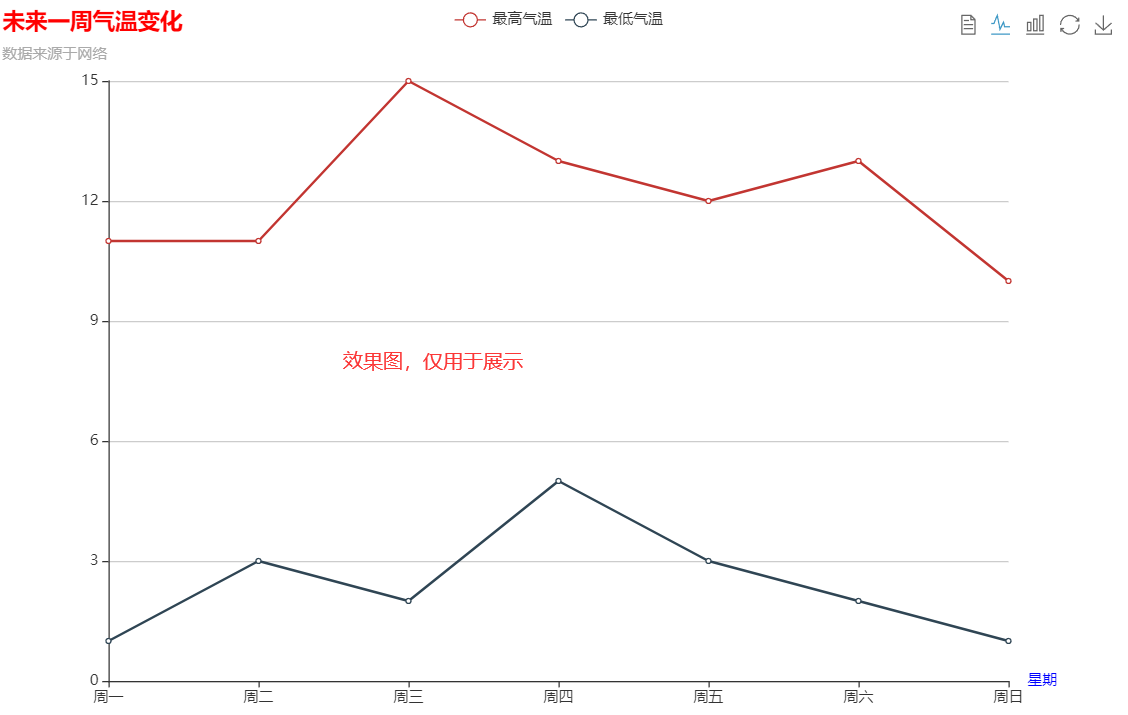 未来一周气温变化
最高气温 最低气温
数据来源于网络
15
12
9
效果图，仅用于展示
6
3
0
星期
周一 周二 周三 周四 周五 周六 周日